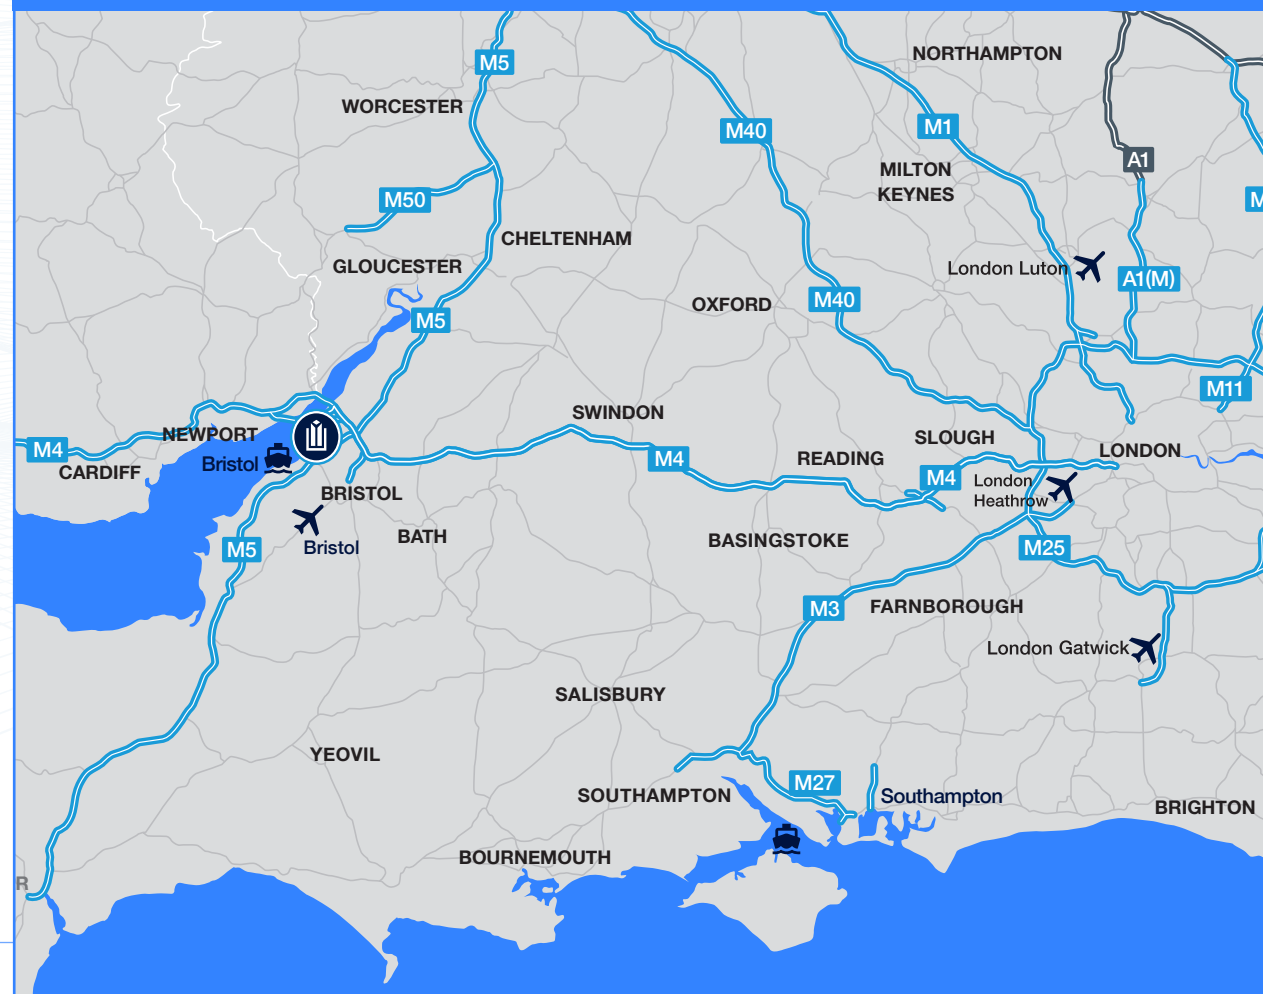 NORTHAMPTON
M5
WORCESTER
M40
M1
A1
MILTON
KEYNES
M50
M
CHELTENHAM
GLOUCESTER
London Luton
A1(M)
OXFORD
M40
M5
M11
SWINDON
NEWPORT
SLOUGH
M4
LONDON
Bristol
CARDIFF
M4
READING
M4
London
Heathrow
BRISTOL
BATH
BASINGSTOKE
Bristol
M5
M25
M3
FARNBOROUGH
London Gatwick
SALISBURY
YEOVIL
M27
SOUTHAMPTON
Southampton
BRIGHTON
BOURNEMOUTH
R